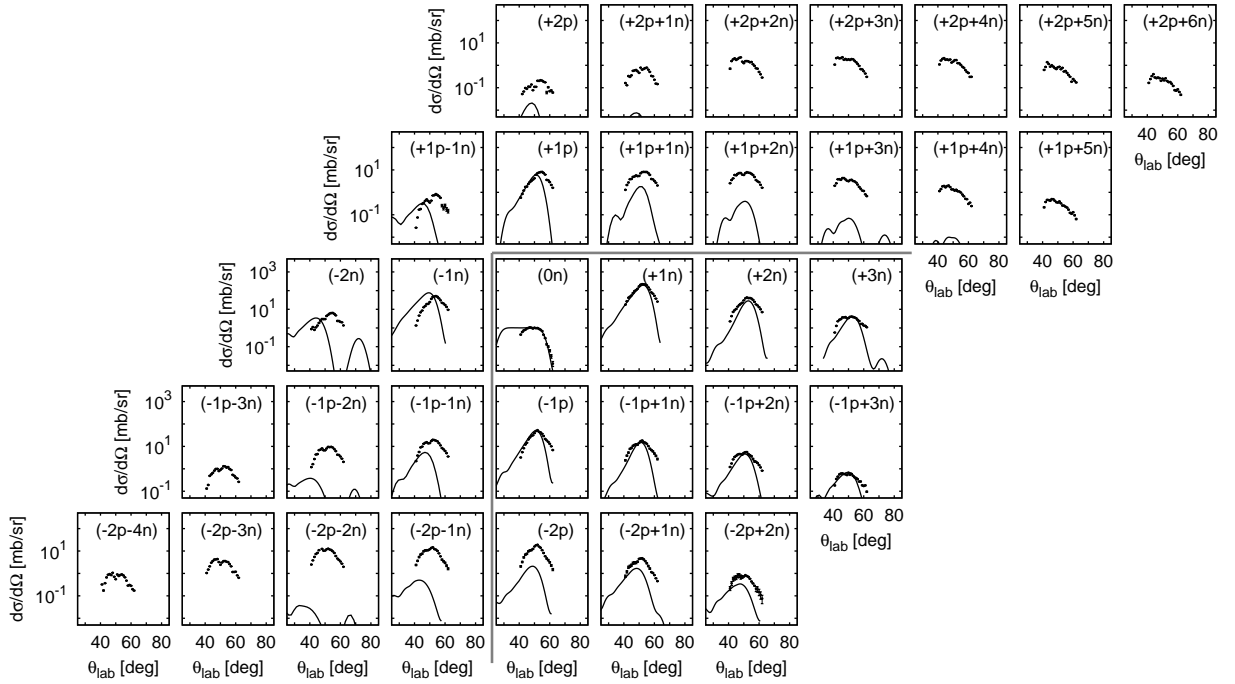 (+2p) (+2p+1n) (+2p+2n) (+2p+3n) (+2p+4n) (+2p+5n) (+2p+6n)
dσ/dΩ [mb/sr]
10¹
10⁻¹
40 60 80
θlab [deg]
(+1p-1n) (+1p) (+1p+1n) (+1p+2n) (+1p+3n) (+1p+4n) (+1p+5n)
dσ/dΩ [mb/sr]
10¹
10⁻¹
40 60 80 40 60 80
θlab [deg] θlab [deg]
(-2n) (-1n) (0n) (+1n) (+2n) (+3n)
dσ/dΩ [mb/sr]
10³
10¹
10⁻¹
(-1p-3n) (-1p-2n) (-1p-1n) (-1p) (-1p+1n) (-1p+2n) (-1p+3n)
dσ/dΩ [mb/sr]
10³
10¹
10⁻¹
40 60 80
θlab [deg]
(-2p-4n) (-2p-3n) (-2p-2n) (-2p-1n) (-2p) (-2p+1n) (-2p+2n)
dσ/dΩ [mb/sr]
10¹
10⁻¹
40 60 80 40 60 80 40 60 80 40 60 80 40 60 80 40 60 80 40 60 80
θlab [deg] θlab [deg] θlab [deg] θlab [deg] θlab [deg] θlab [deg] θlab [deg]